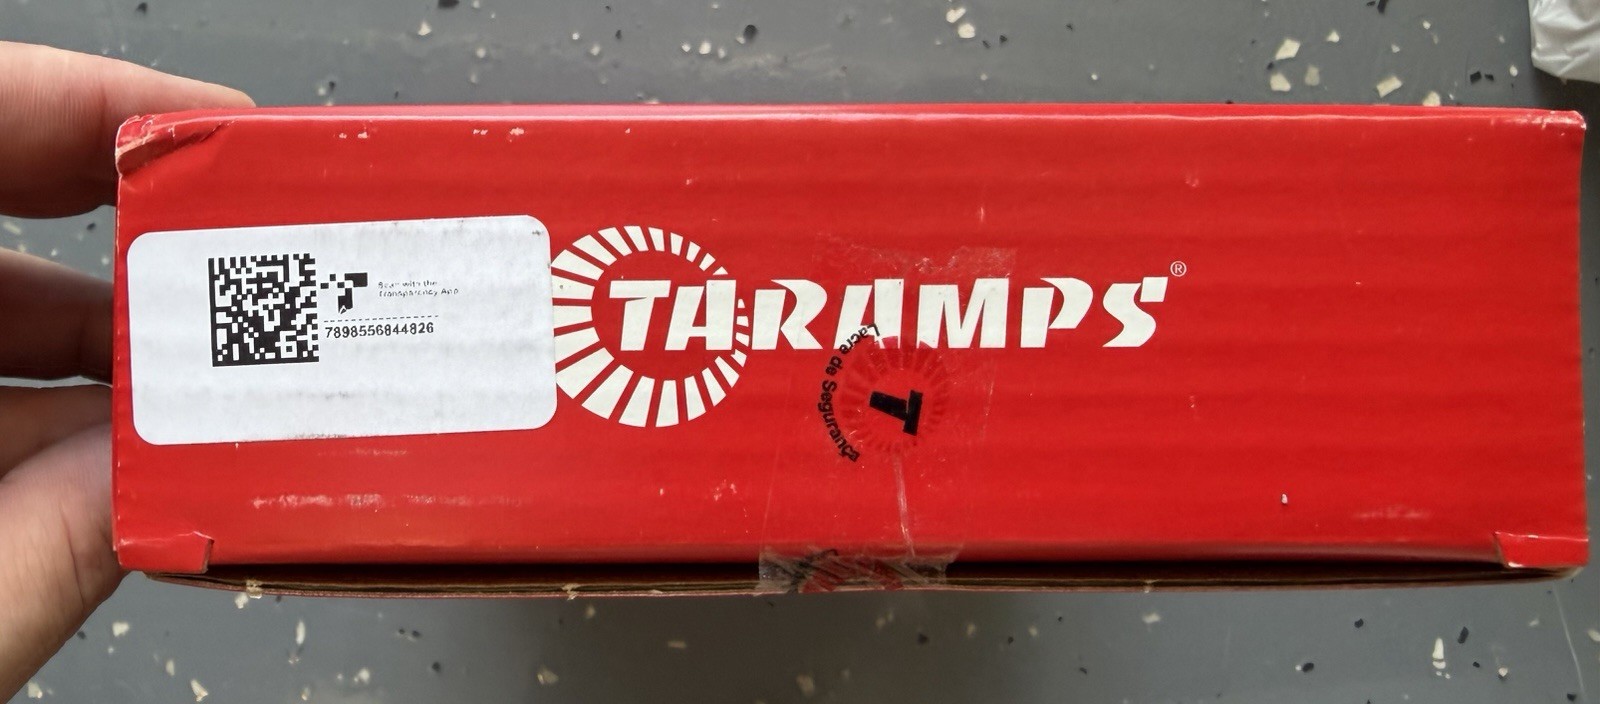 Scan with the
Transparency App
7898556844826
TARAMPS®
Lacre de Segurança
T